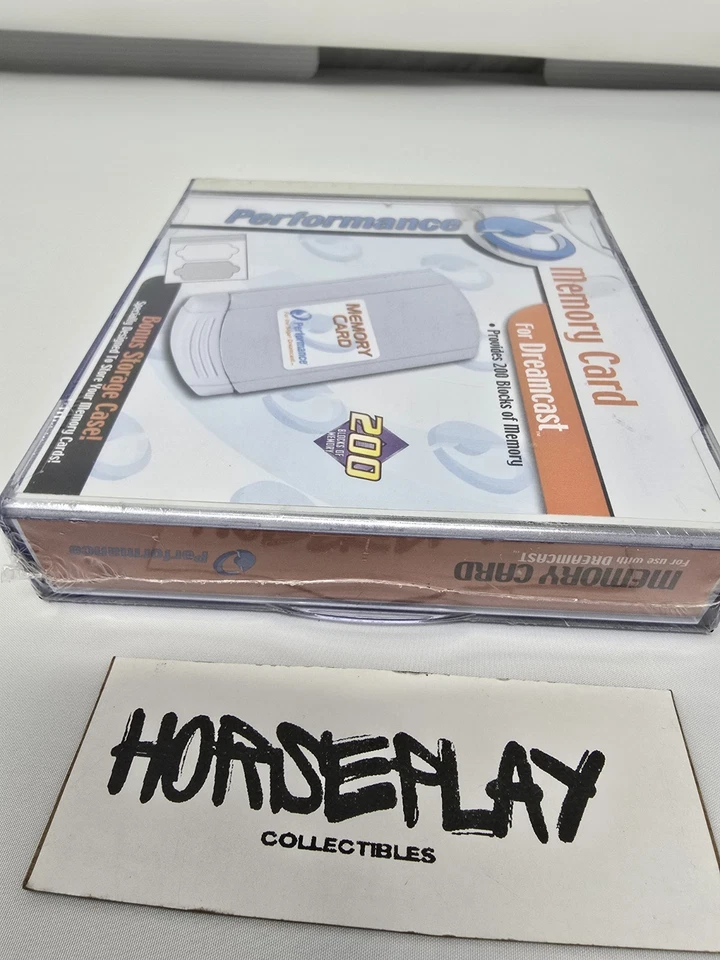 Performance
Memory Card
For Dreamcast™
• Provides 200 Blocks of Memory
MEMORY
CARD
Performance
200
BLOCKS OF
MEMORY
Bonus Storage Case!
Specially Designed To Store Your Memory Cards!
Performance
MEMORY CARD
For use with DREAMCAST
HORSEPLAY
COLLECTIBLES